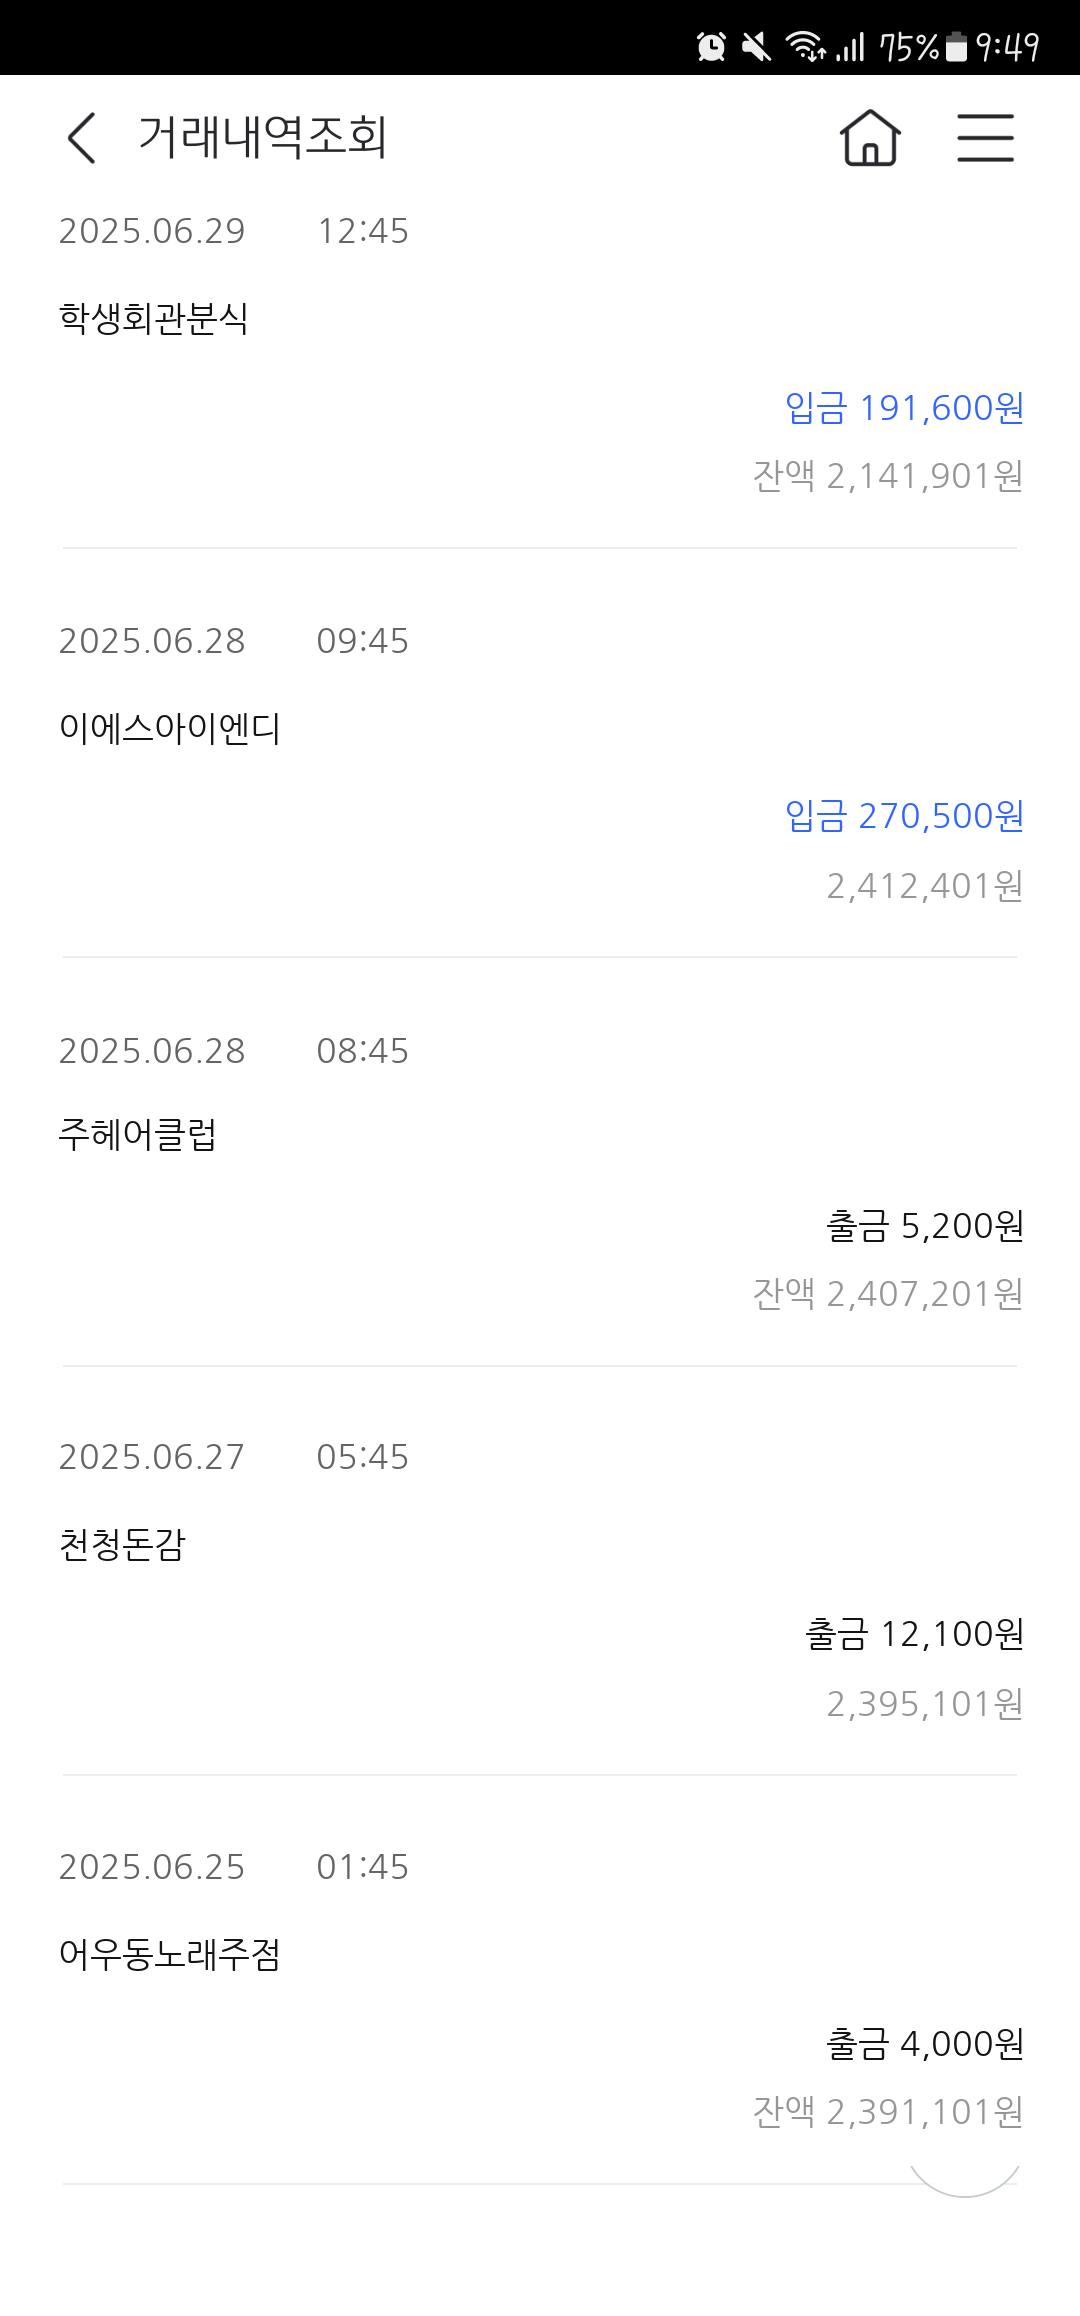 75% 9:49
거래내역조회
2025.06.29 12:45
학생회관분식
입금 191,600원
잔액 2,141,901원
2025.06.28 09:45
이에스아이엔디
입금 270,500원
2,412,401원
2025.06.28 08:45
주헤어클럽
출금 5,200원
잔액 2,407,201원
2025.06.27 05:45
천청돈감
출금 12,100원
2,395,101원
2025.06.25 01:45
어우동노래주점
출금 4,000원
잔액 2,391,101원